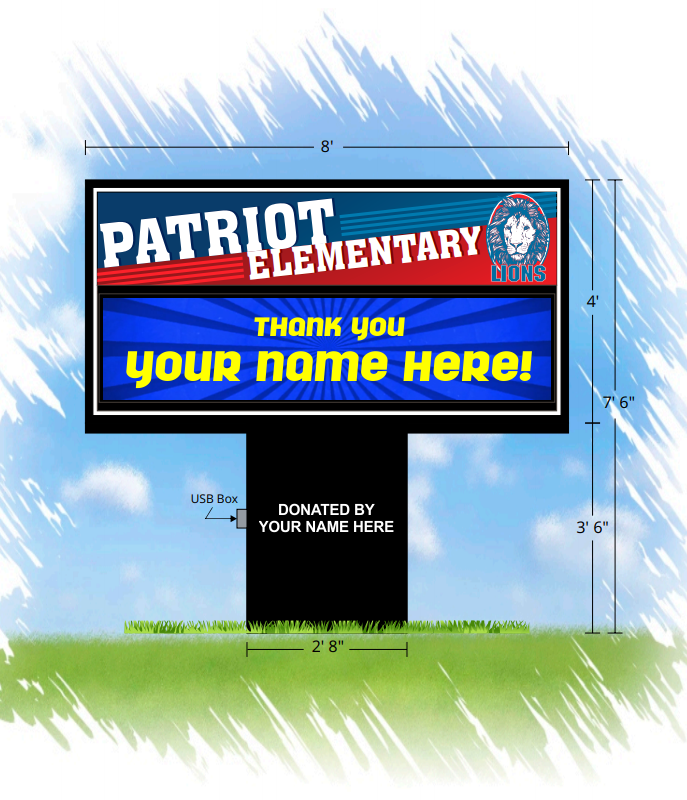 8'
PATRIOT
ELEMENTARY
LIONS
THANK YOU
YOUR NAME HERE!
4'
7' 6"
USB Box
DONATED BY
YOUR NAME HERE
3' 6"
2' 8"